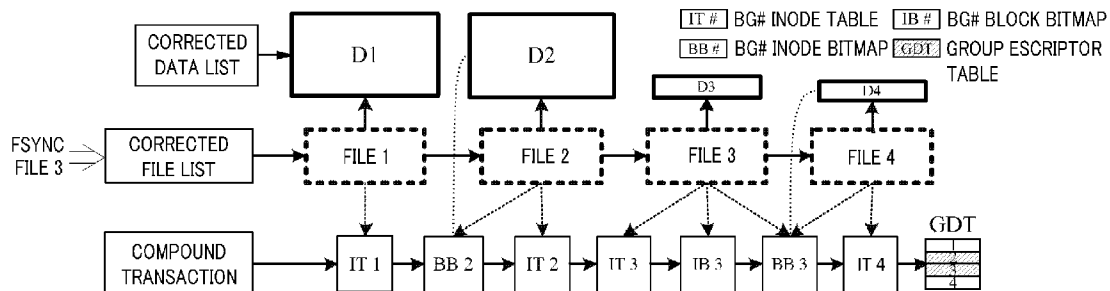 IT # BG# INODE TABLE IB # BG# BLOCK BITMAP
BB # BG# INODE BITMAP GDT GROUP ESCRIPTOR
TABLE
CORRECTED
DATA LIST
D1
D2
D3
D4
FSYNC
FILE 3
CORRECTED
FILE LIST
FILE 1
FILE 2
FILE 3
FILE 4
COMPOUND
TRANSACTION
IT 1
BB 2
IT 2
IT 3
IB 3
BB 3
IT 4
GDT
1
4